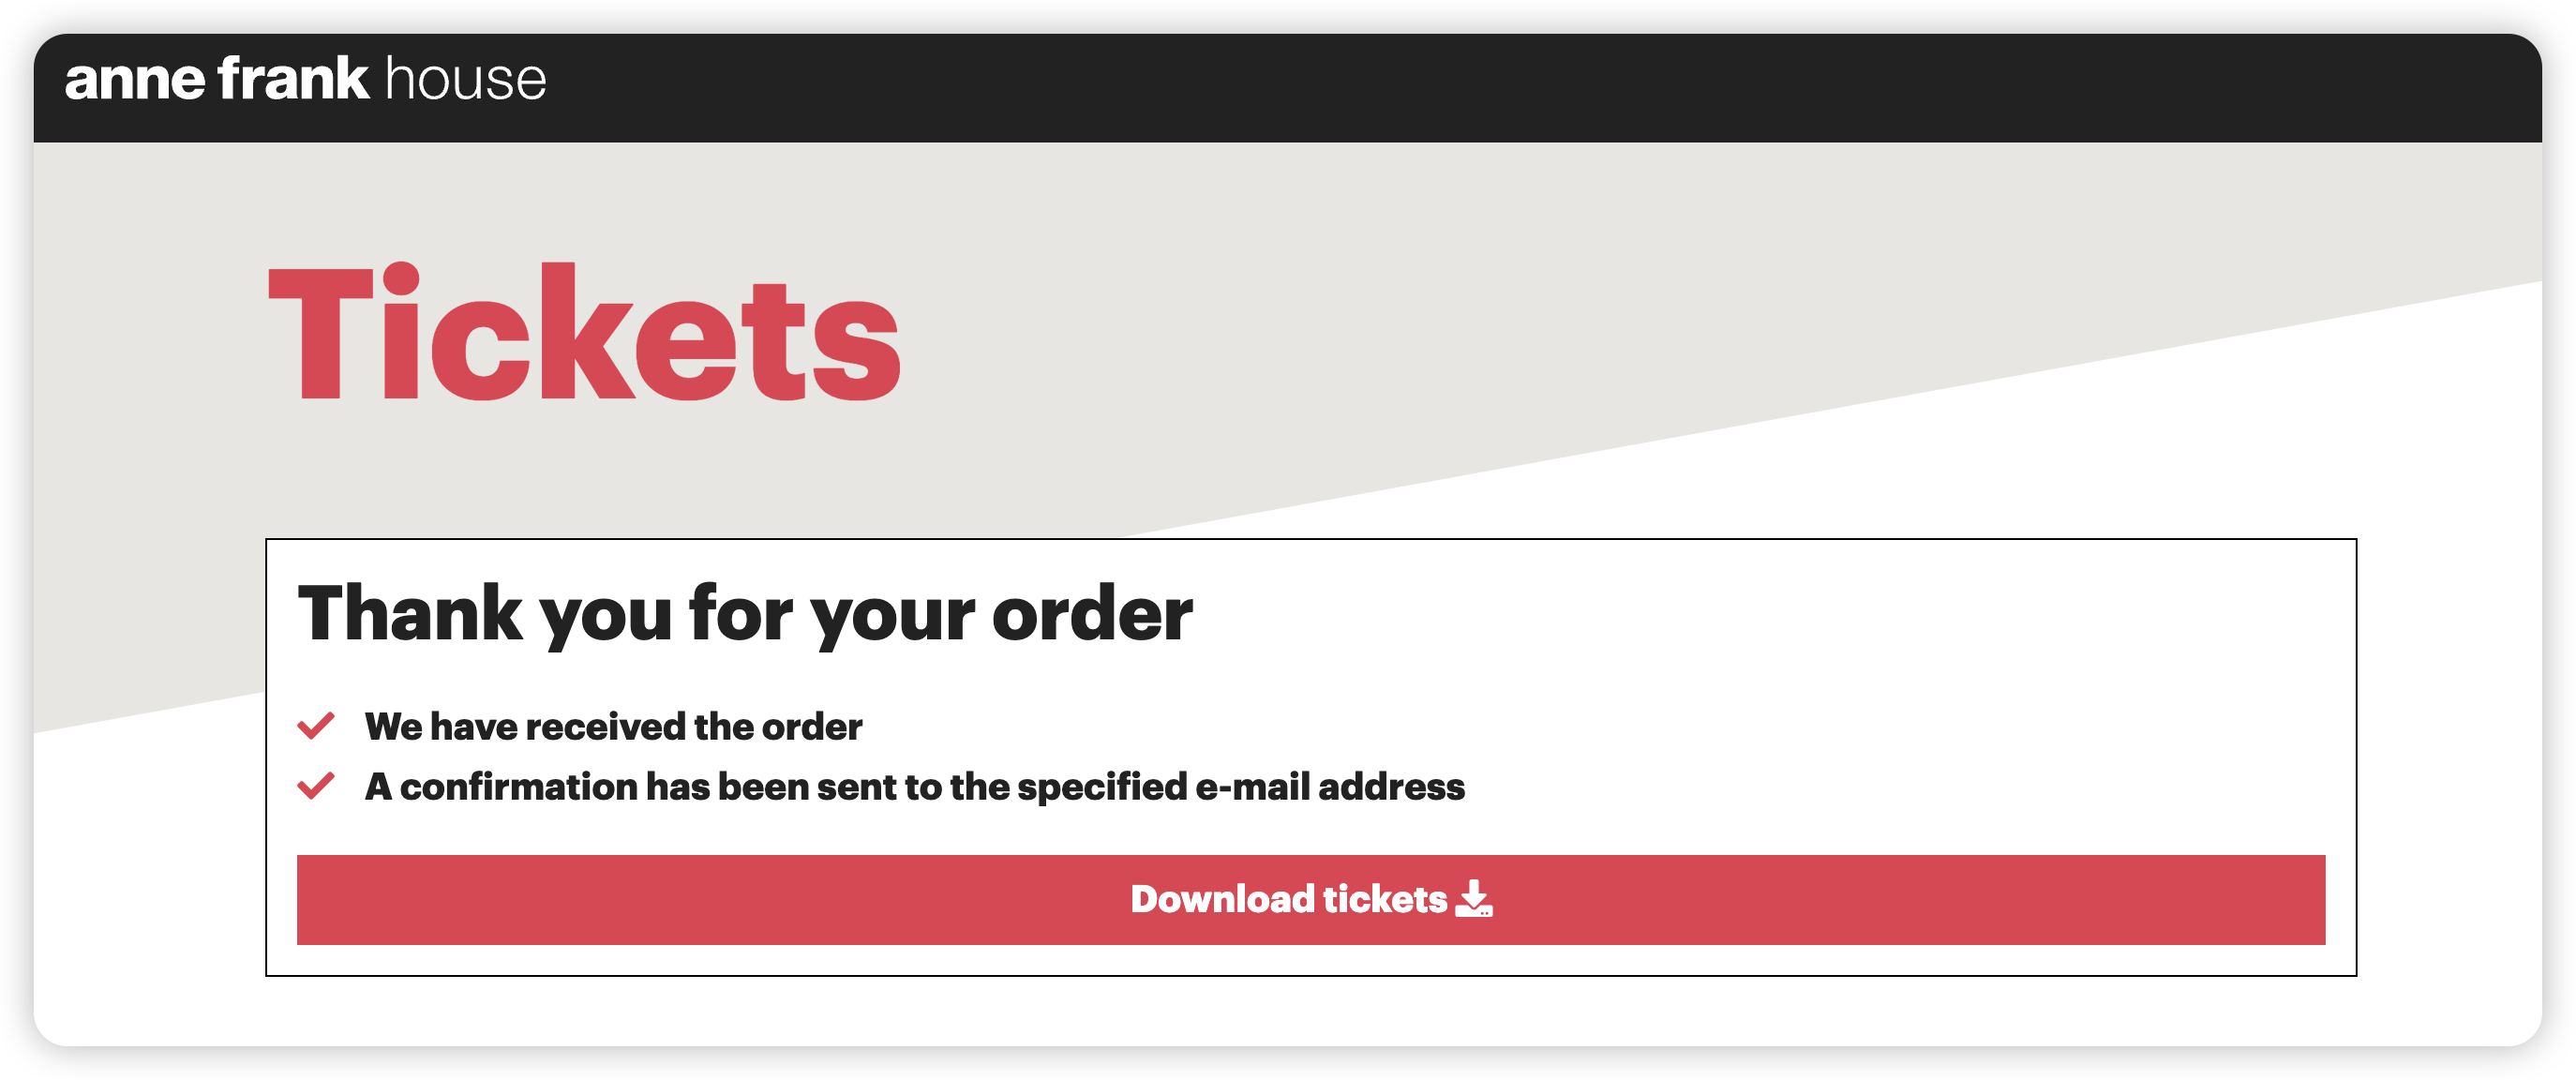 anne frank house
Tickets
Thank you for your order
We have received the order
A confirmation has been sent to the specified e-mail address
Download tickets